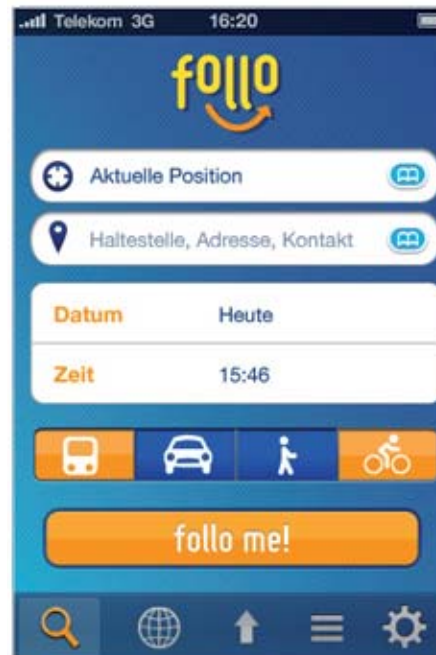 Telekom 3G 16:20
follo
Aktuelle Position
Haltestelle, Adresse, Kontakt
Datum Heute
Zeit 15:46
follo me!